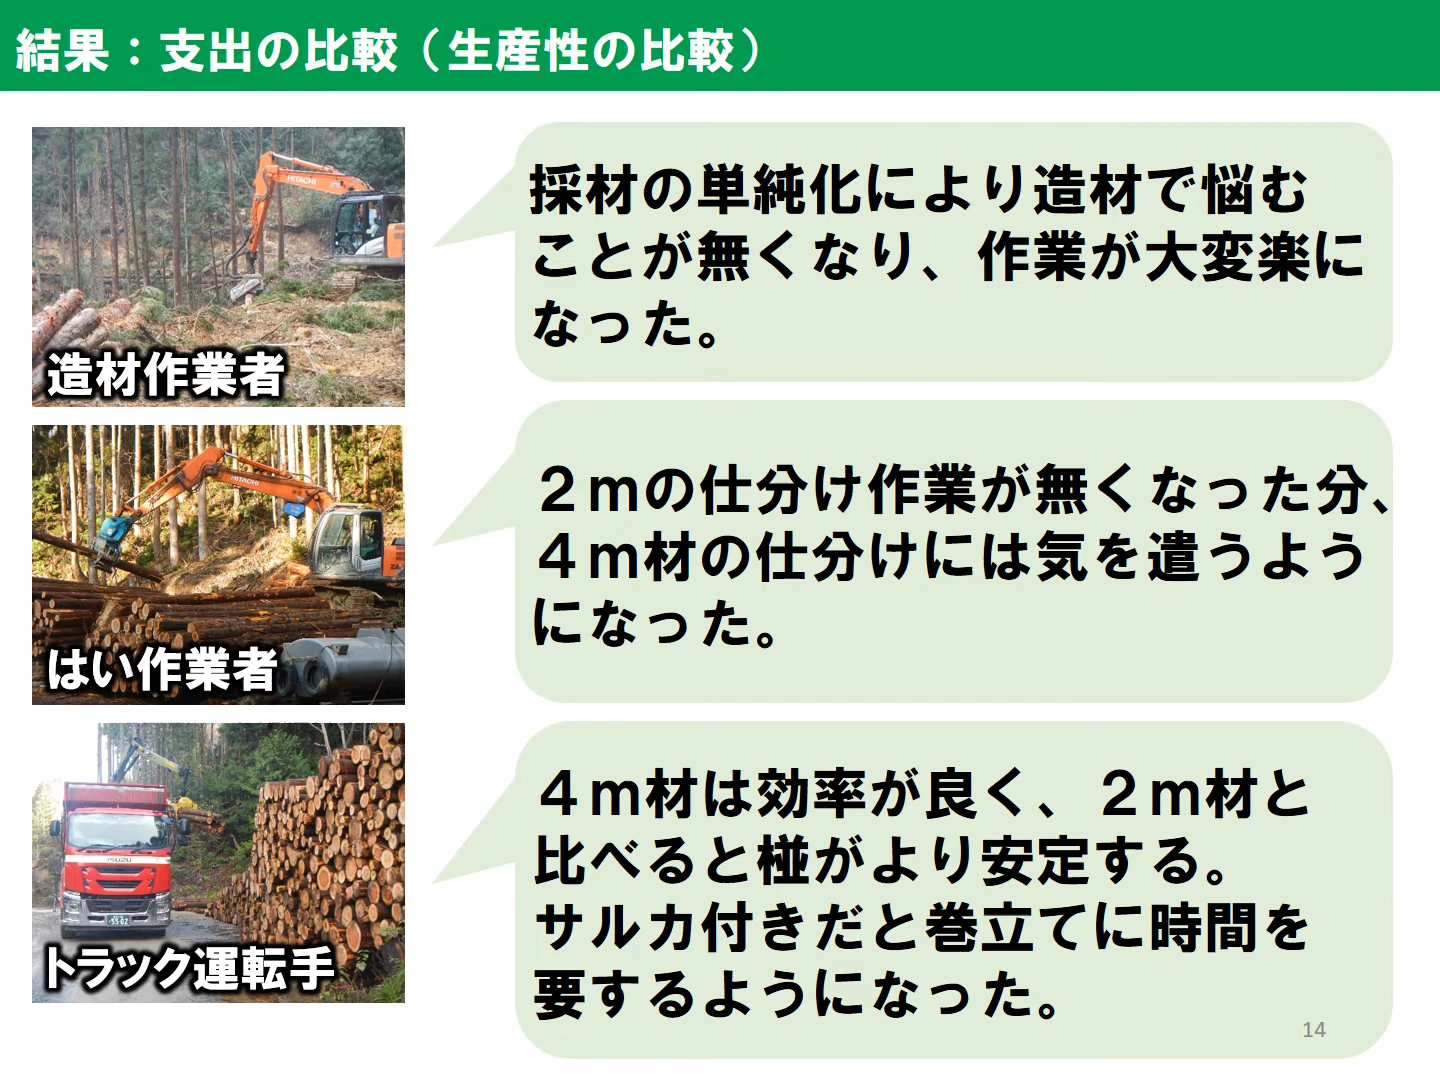 結果：支出の比較（生産性の比較）
HITACHI
造材作業者
採材の単純化により造材で悩む
ことが無くなり、作業が大変楽に
なった。
HITACHI
はい作業者
２ｍの仕分け作業が無くなった分、
４ｍ材の仕分けには気を遣うよう
になった。
ISUZU
55-02
トラック運転手
４ｍ材は効率が良く、２ｍ材と
比べると椪がより安定する。
サルカ付きだと巻立てに時間を
要するようになった。
14